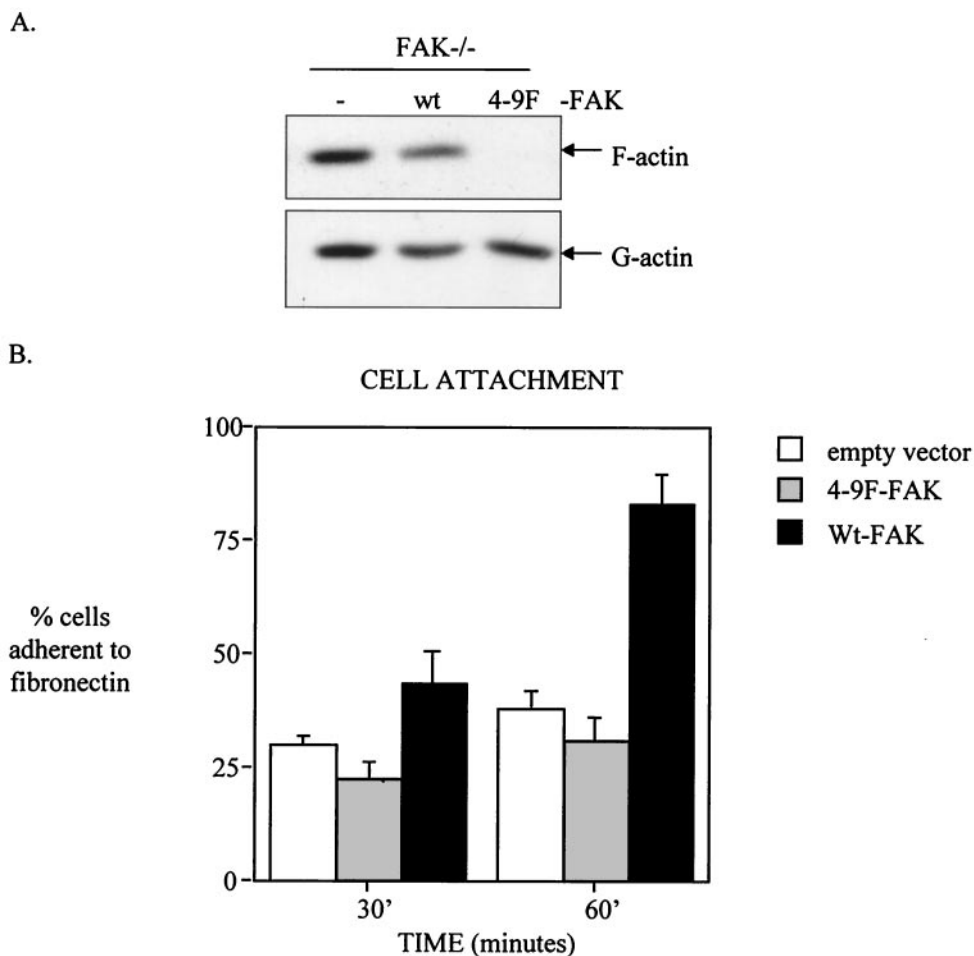 A.
FAK-/-
- wt 4-9F -FAK
F-actin
G-actin
B.
CELL ATTACHMENT
100
75
50
25
0
% cells
adherent to
fibronectin
30’ 60’
TIME (minutes)
empty vector
4-9F-FAK
Wt-FAK